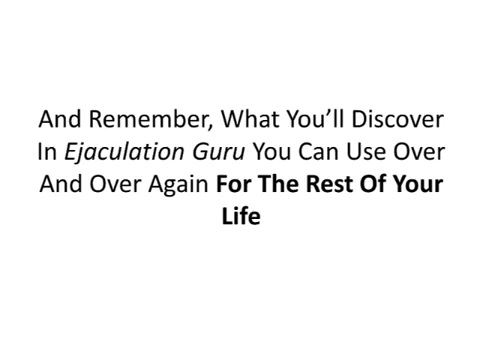 And Remember, What You’ll Discover
In Ejaculation Guru You Can Use Over
And Over Again For The Rest Of Your
Life